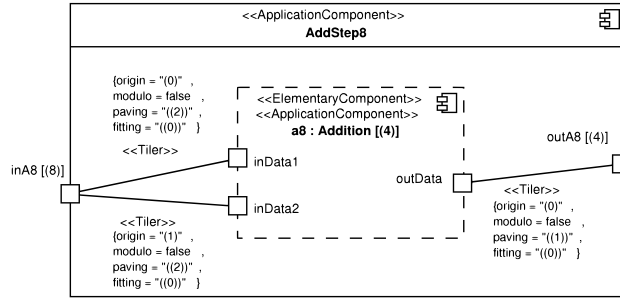 <<ApplicationComponent>>
AddStep8
{origin = "(0)" ,
modulo = false ,
paving = "((2))" ,
fitting = "((0))" }
<<Tiler>>
<<ElementaryComponent>>
<<ApplicationComponent>>
a8 : Addition [(4)]
inData1
inData2
outData
inA8 [(8)]
outA8 [(4)]
<<Tiler>>
{origin = "(1)" ,
modulo = false ,
paving = "((2))" ,
fitting = "((0))" }
<<Tiler>>
{origin = "(0)" ,
modulo = false ,
paving = "((1))" ,
fitting = "((0))" }